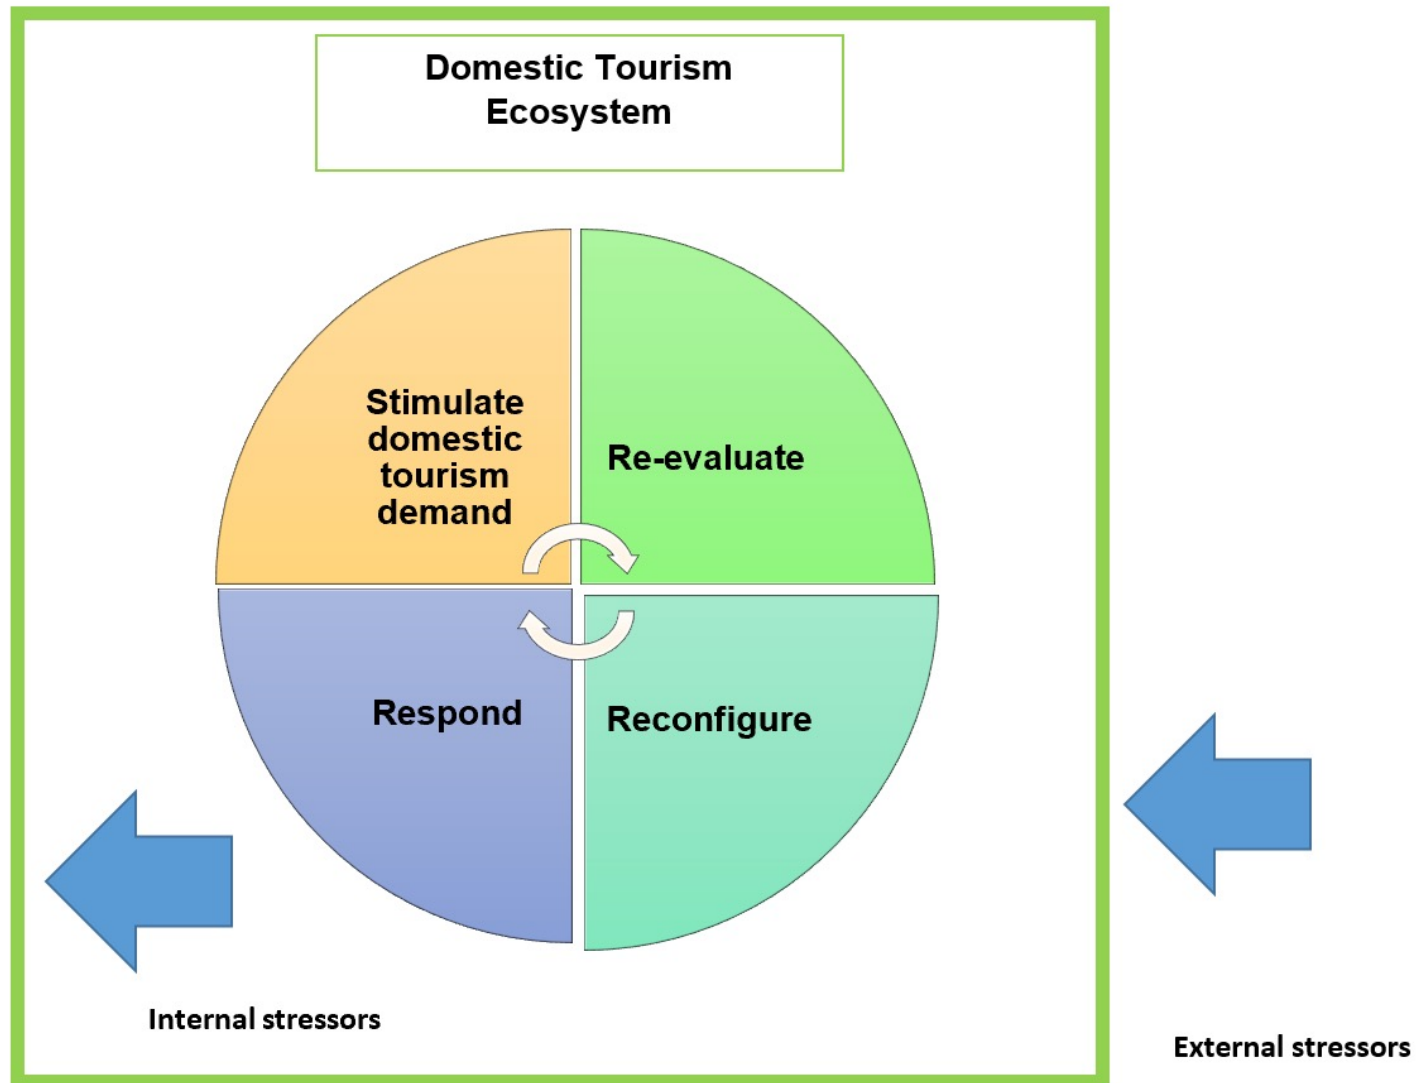 Domestic Tourism
Ecosystem
Stimulate
domestic
tourism
demand
Re-evaluate
Respond
Reconfigure
Internal stressors
External stressors